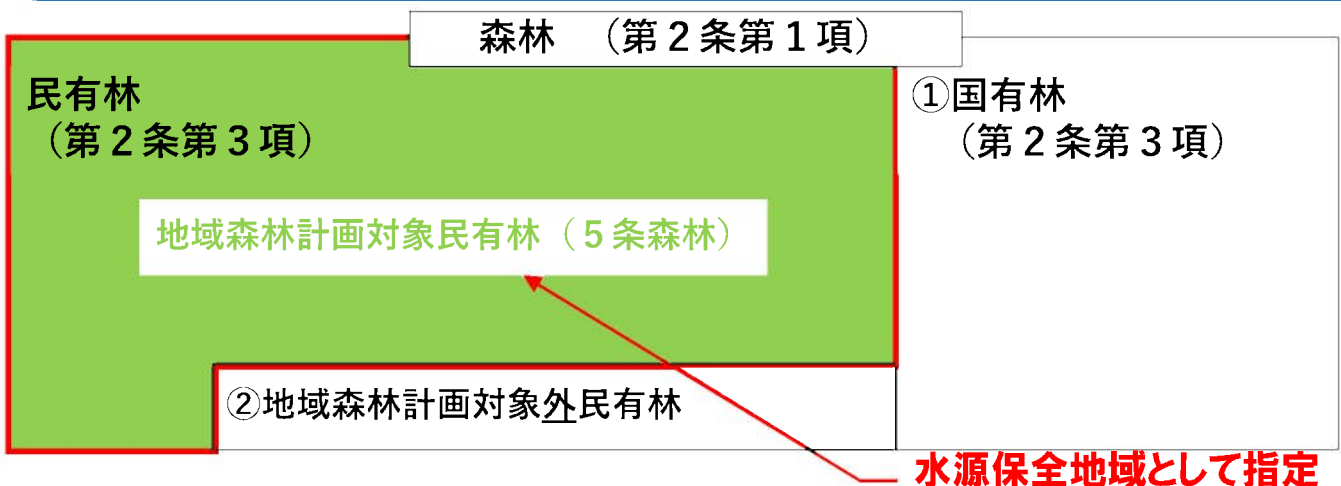 森林　（第２条第１項）
民有林
（第２条第３項）
①国有林
（第２条第３項）
地域森林計画対象民有林（５条森林）
②地域森林計画対象外民有林
水源保全地域として指定